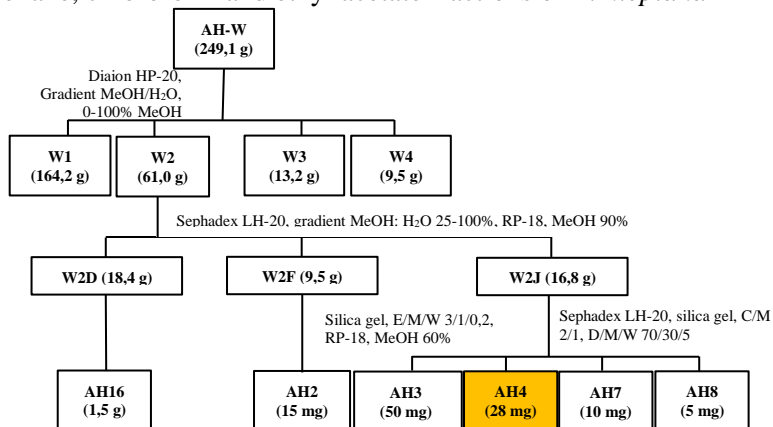 AH-W
(249,1 g)
Diaion HP-20,
Gradient MeOH/H₂O,
0-100% MeOH
W1
(164,2 g)
W2
(61,0 g)
W3
(13,2 g)
W4
(9,5 g)
Sephadex LH-20, gradient MeOH: H₂O 25-100%, RP-18, MeOH 90%
W2D (18,4 g)
W2F (9,5 g)
W2J (16,8 g)
Silica gel, E/M/W 3/1/0,2,
RP-18, MeOH 60%
Sephadex LH-20, silica gel, C/M
2/1, D/M/W 70/30/5
AH16
(1,5 g)
AH2
(15 mg)
AH3
(50 mg)
AH4
(28 mg)
AH7
(10 mg)
AH8
(5 mg)